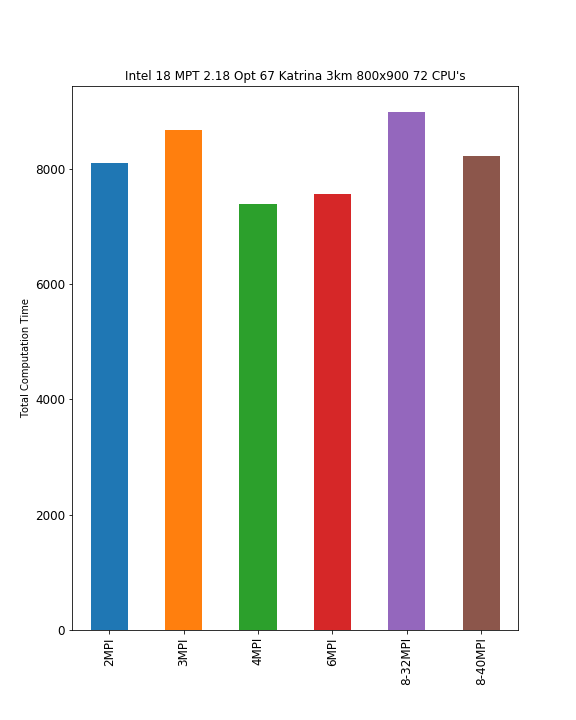 Intel 18 MPT 2.18 Opt 67 Katrina 3km 800x900 72 CPU's
Total Computation Time
8000
6000
4000
2000
0
2MPI
3MPI
4MPI
6MPI
8-32MPI
8-40MPI